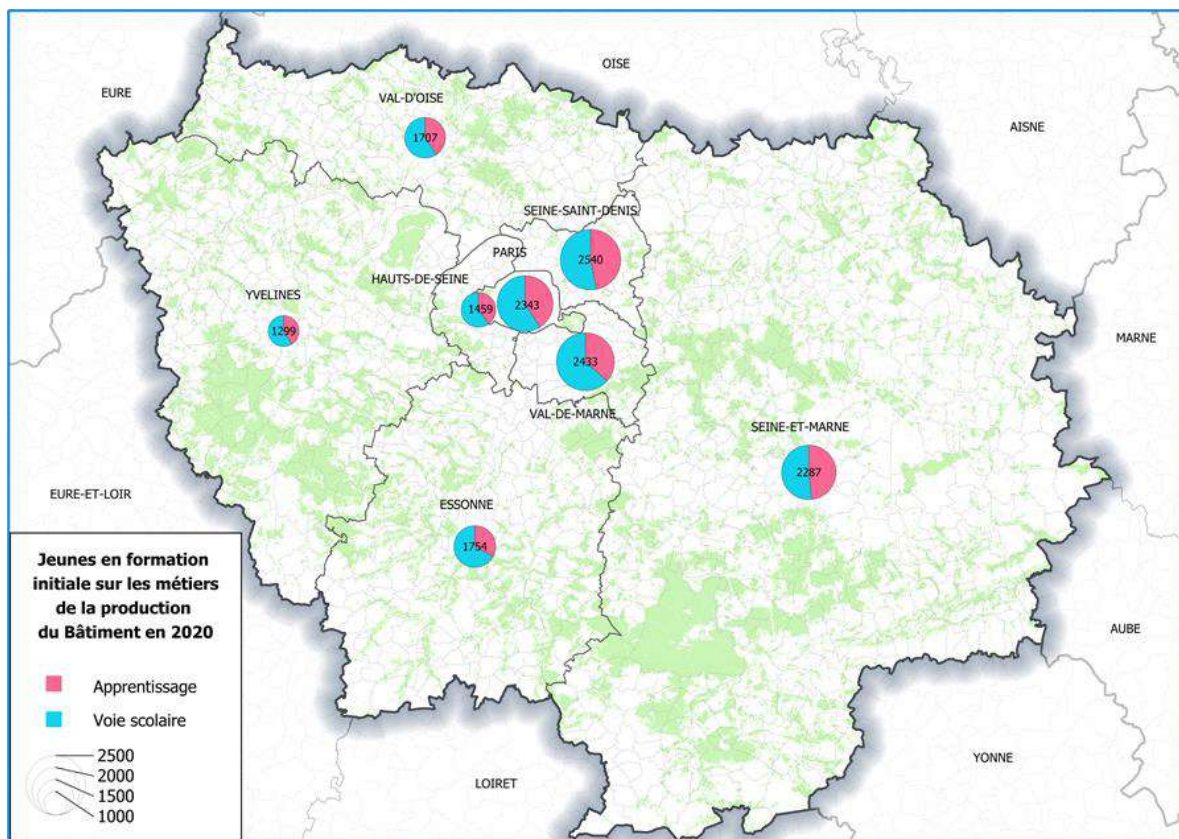 OISE
EURE
AISNE
VAL-D'OISE
1707
SEINE-SAINT-DENIS
2540
PARIS
HAUTS-DE-SEINE
1459
2343
YVELINES
1299
MARNE
2433
VAL-DE-MARNE
SEINE-ET-MARNE
2287
EURE-ET-LOIR
ESSONNE
1754
AUBE
YONNE
LOIRET
Jeunes en formation
initiale sur les métiers
de la production
du Bâtiment en 2020
Apprentissage
Voie scolaire
2500
2000
1500
1000